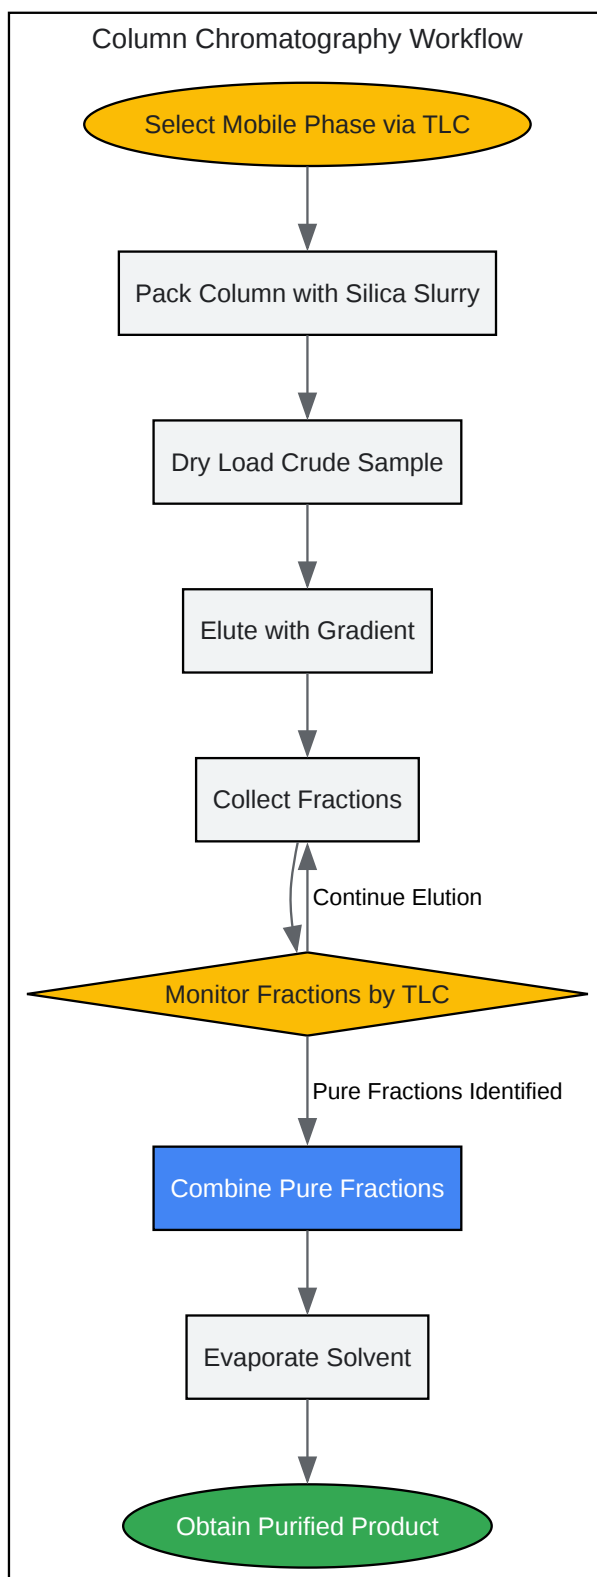 Column Chromatography Workflow
Select Mobile Phase via TLC
Pack Column with Silica Slurry
Dry Load Crude Sample
Elute with Gradient
Collect Fractions
Continue Elution
Monitor Fractions by TLC
Pure Fractions Identified
Combine Pure Fractions
Evaporate Solvent
Obtain Purified Product